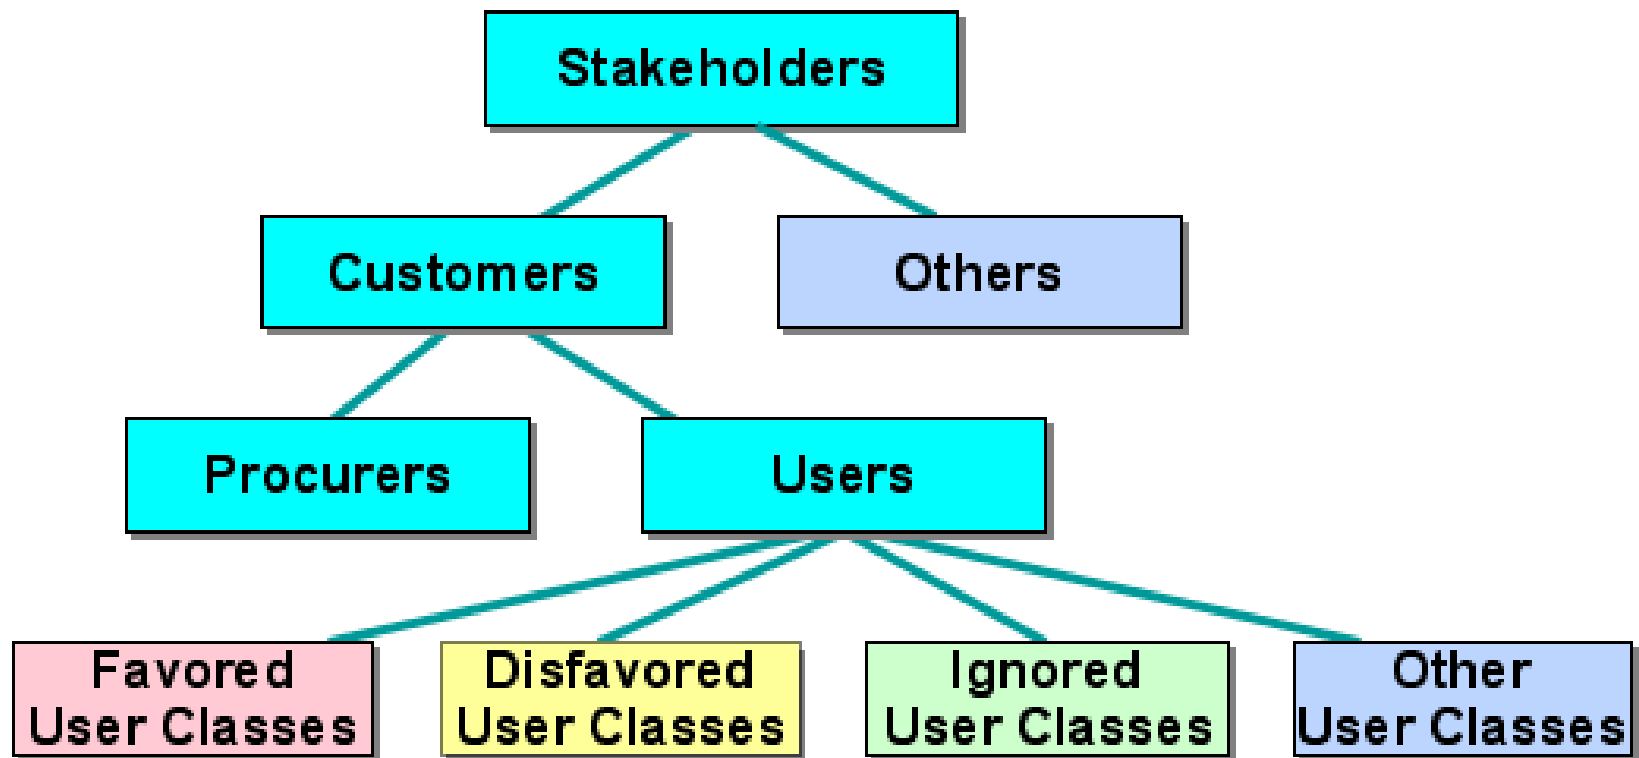 Stakeholders
Customers
Others
Procurers
Users
Favored
User Classes
Disfavored
User Classes
Ignored
User Classes
Other
User Classes